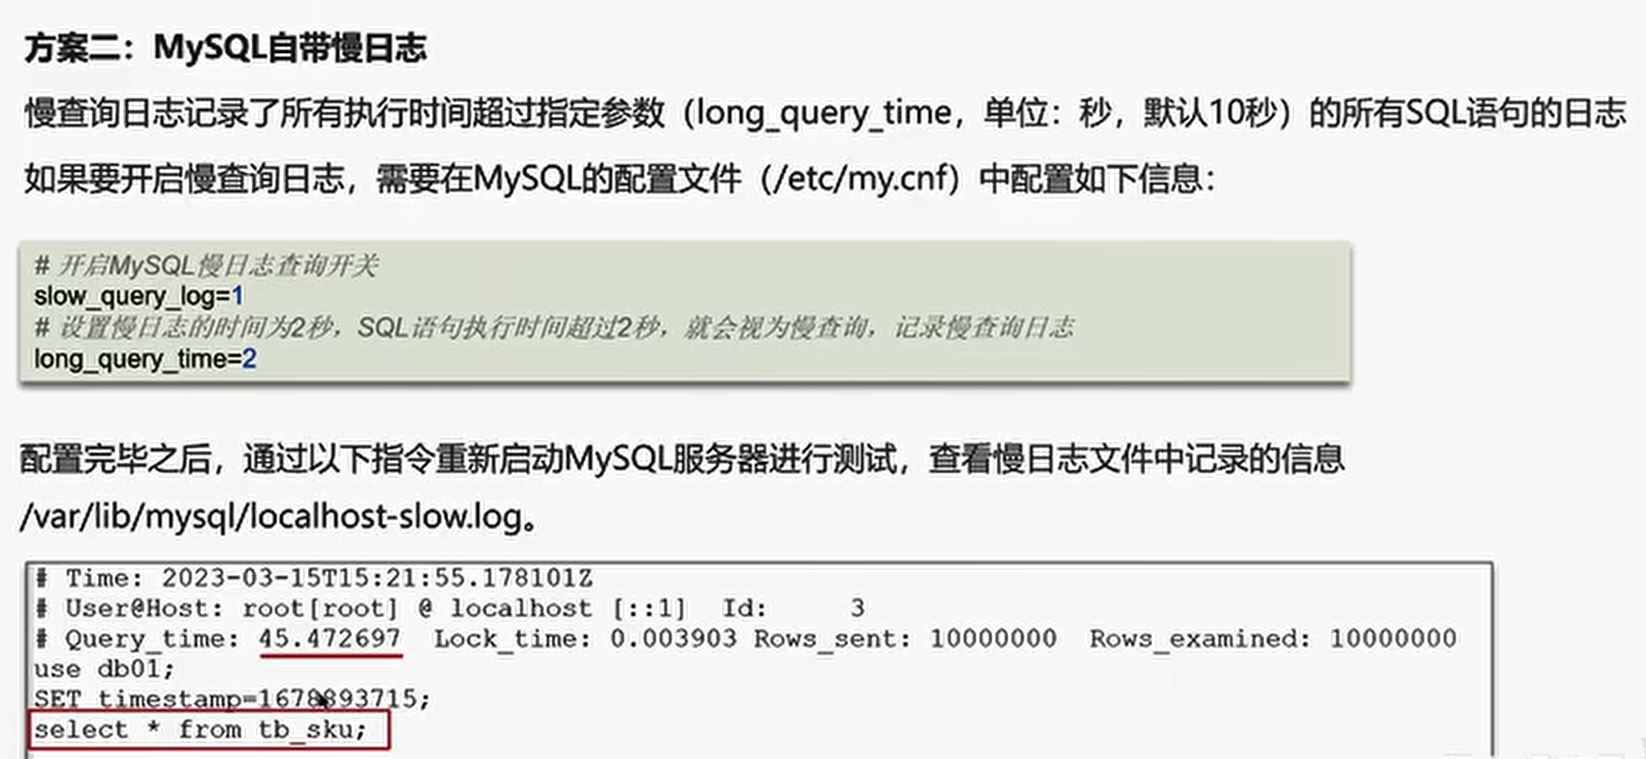 方案二：MySQL自带慢日志
慢查询日志记录了所有执行时间超过指定参数（long_query_time，单位：秒，默认10秒）的所有SQL语句的日志
如果要开启慢查询日志，需要在MySQL的配置文件（/etc/my.cnf）中配置如下信息：
# 开启MySQL慢日志查询开关
slow_query_log=1
# 设置慢日志的时间为2秒，SQL语句执行时间超过2秒，就会视为慢查询，记录慢查询日志
long_query_time=2
配置完毕之后，通过以下指令重新启动MySQL服务器进行测试，查看慢日志文件中记录的信息
/var/lib/mysql/localhost-slow.log。
# Time: 2023-03-15T15:21:55.178101Z
# User@Host: root[root] @ localhost [::1]  Id:     3
# Query_time: 45.472697  Lock_time: 0.003903 Rows_sent: 10000000  Rows_examined: 10000000
use db01;
SET timestamp=1678893715;
select * from tb_sku;